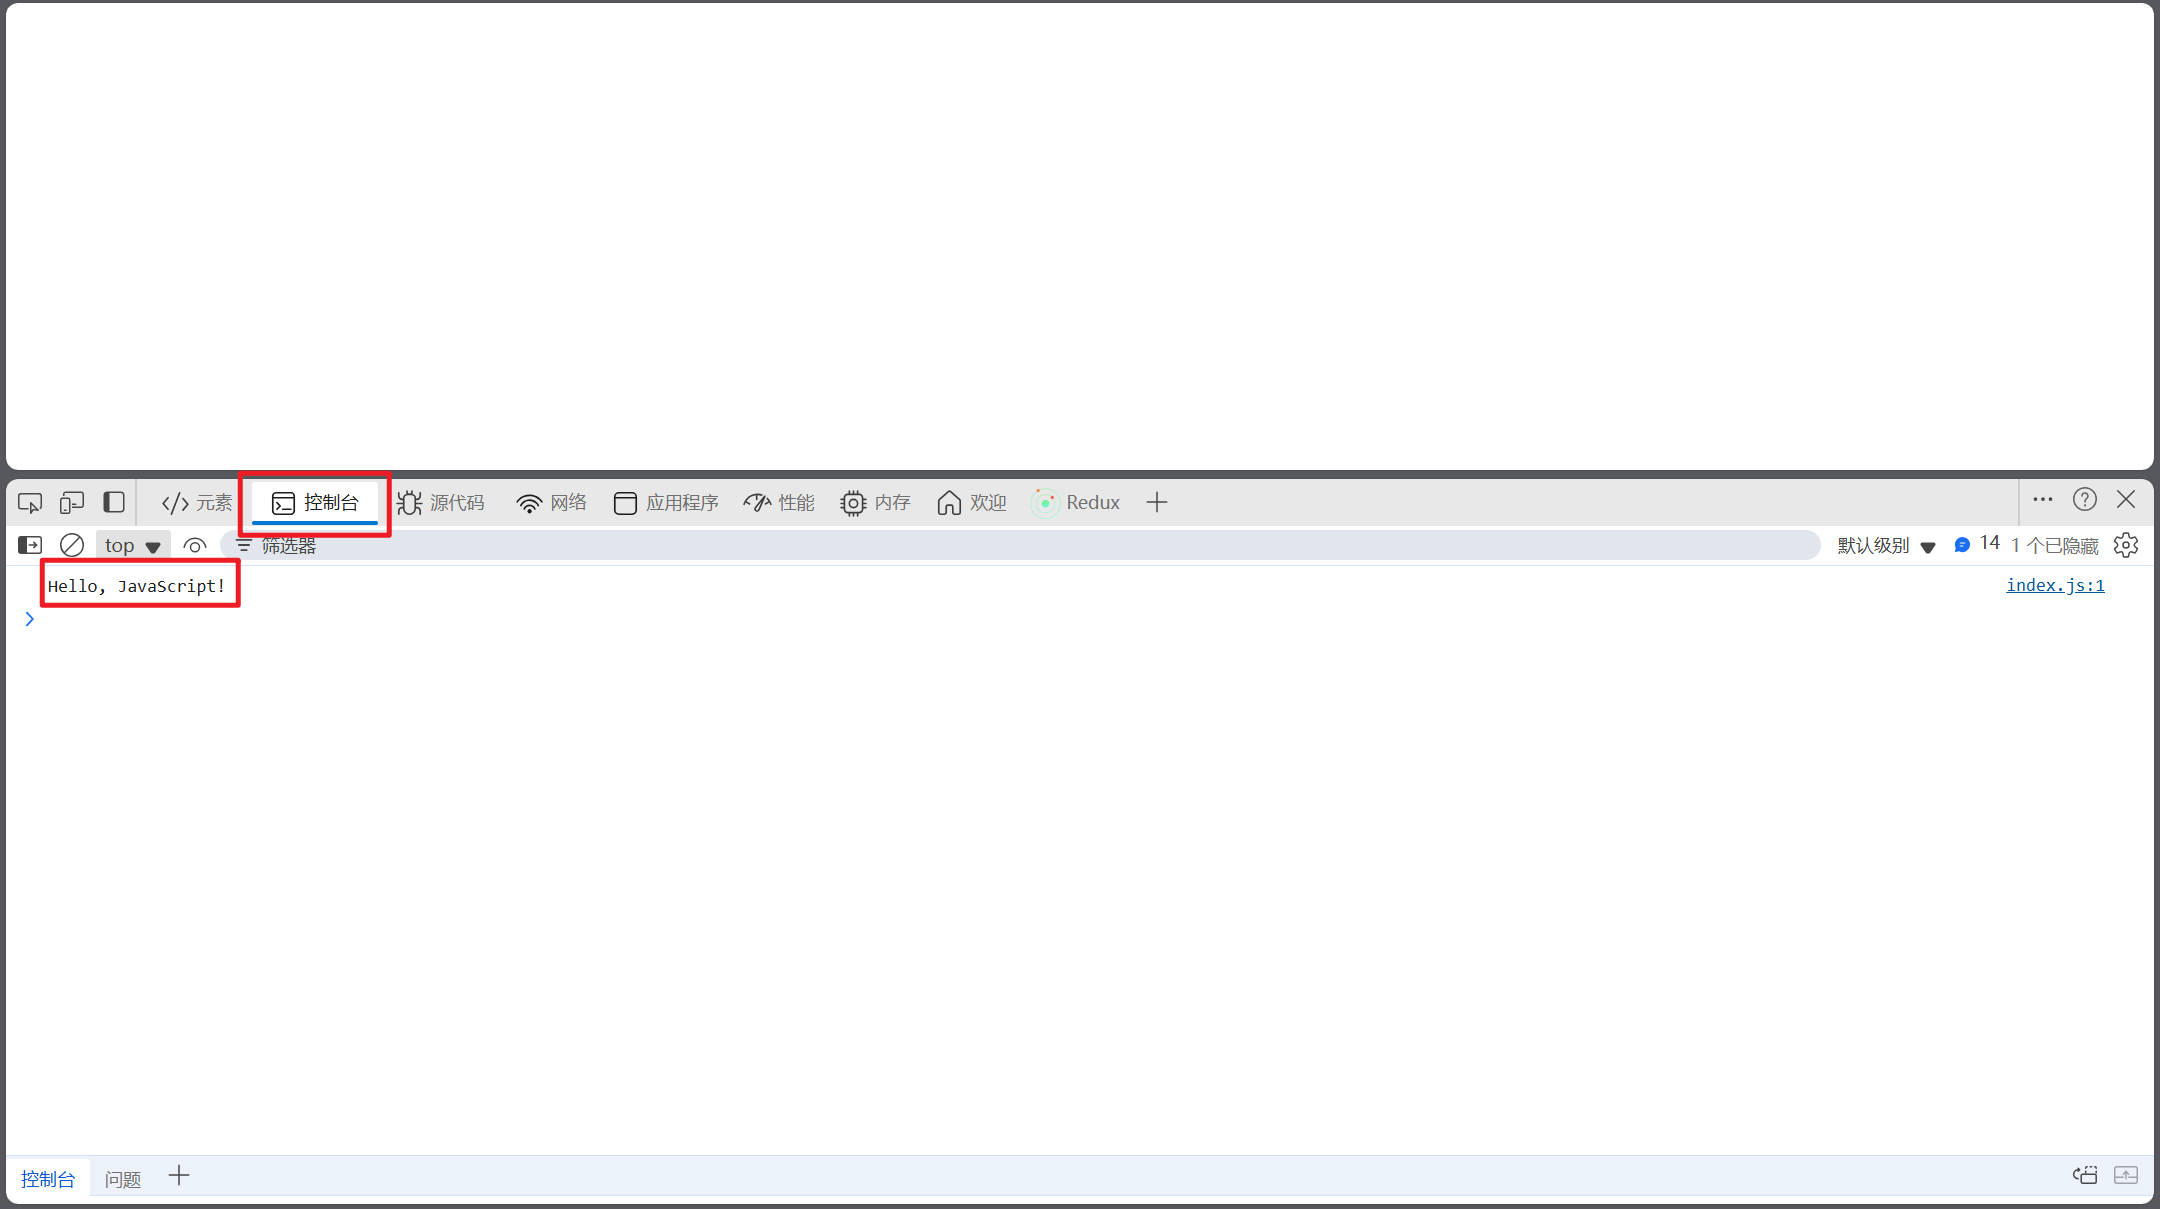 元素 控制台 源代码 网络 应用程序 性能 内存 欢迎 Redux
top 筛选器 默认级别 14 1 个已隐藏
Hello, JavaScript! index.js:1
控制台 问题